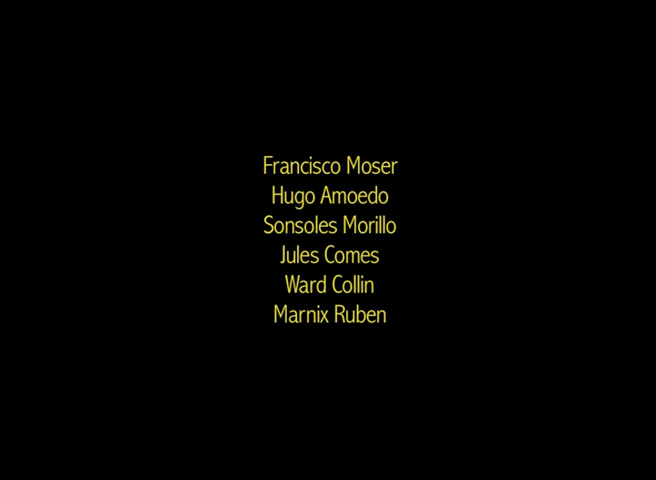 Francisco Moser
Hugo Amoedo
Sonsoles Morillo
Jules Comes
Ward Collin
Marnix Ruben